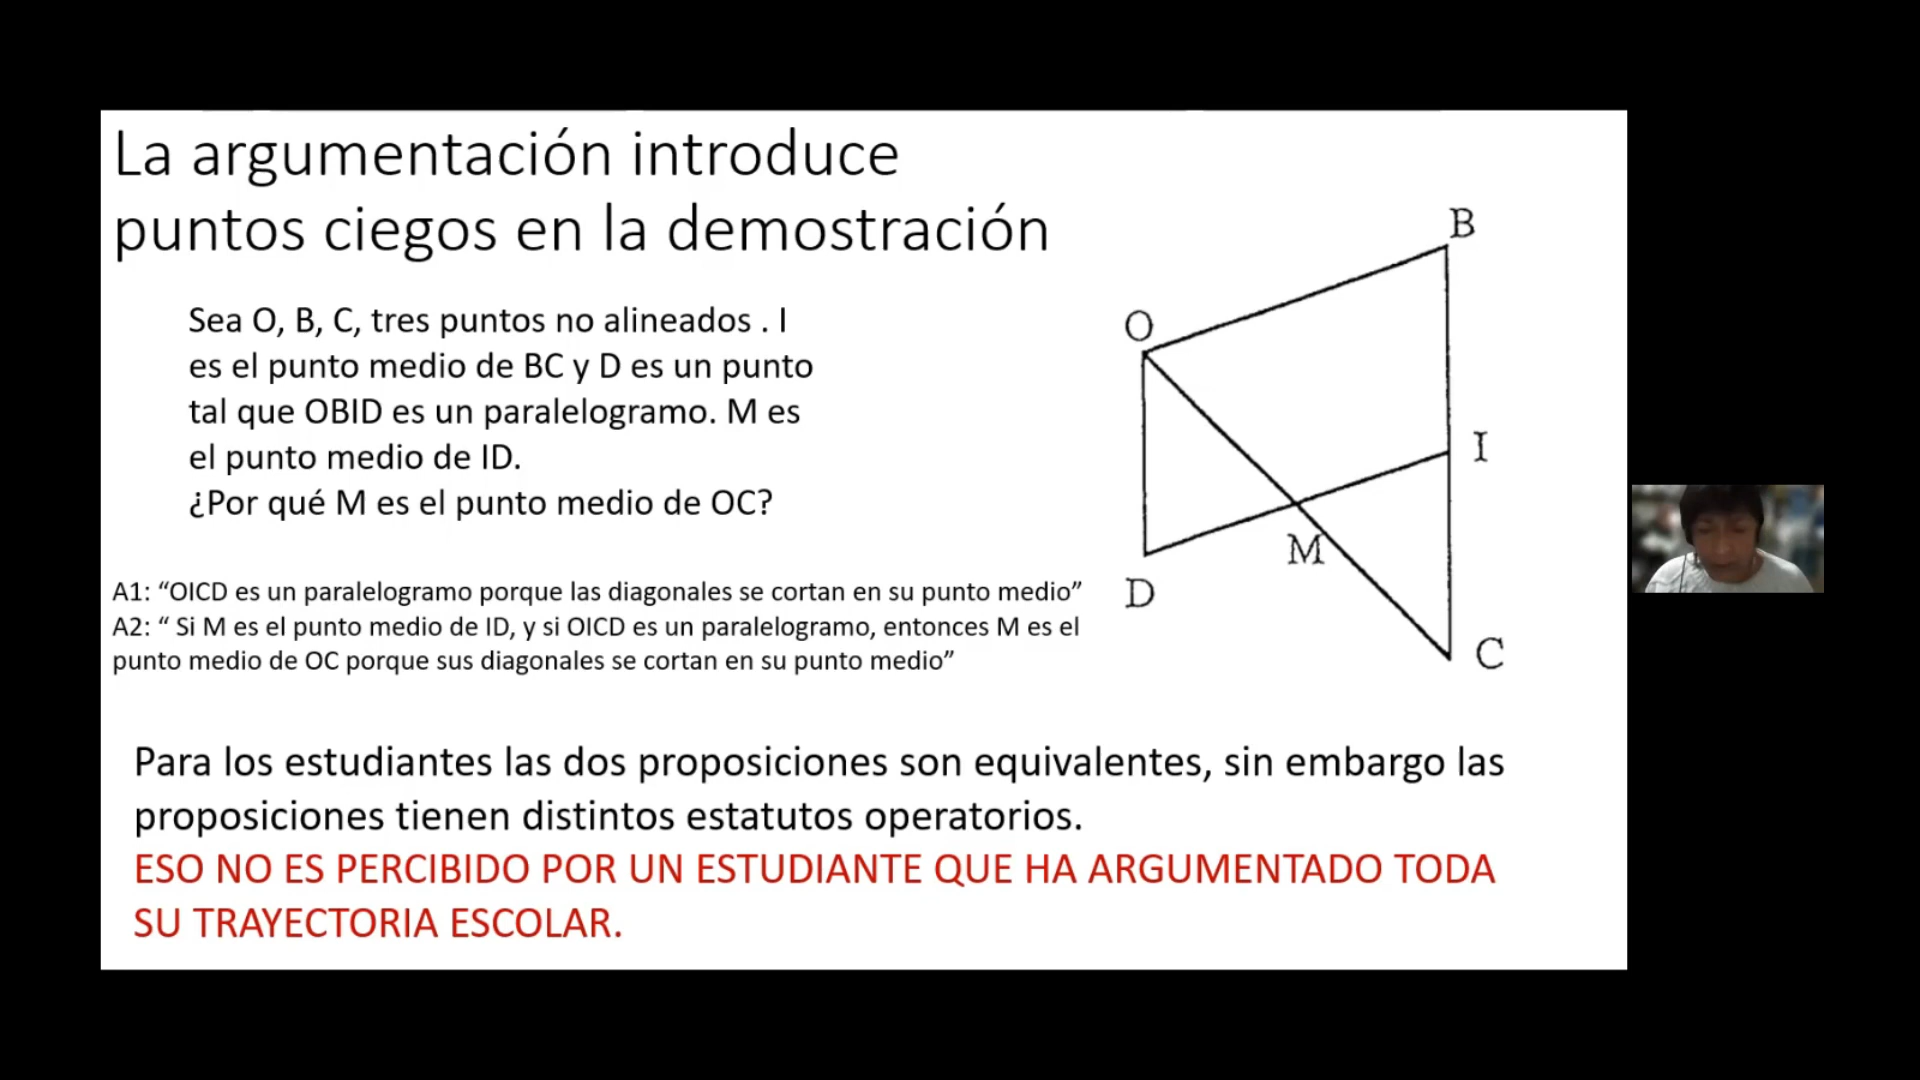 La argumentación introduce
puntos ciegos en la demostración
Sea O, B, C, tres puntos no alineados . I
es el punto medio de BC y D es un punto
tal que OBID es un paralelogramo. M es
el punto medio de ID.
¿Por qué M es el punto medio de OC?
A1: “OICD es un paralelogramo porque las diagonales se cortan en su punto medio”
A2: “ Si M es el punto medio de ID, y si OICD es un paralelogramo, entonces M es el
punto medio de OC porque sus diagonales se cortan en su punto medio”
B
O
I
M
D
C
Para los estudiantes las dos proposiciones son equivalentes, sin embargo las
proposiciones tienen distintos estatutos operatorios.
ESO NO ES PERCIBIDO POR UN ESTUDIANTE QUE HA ARGUMENTADO TODA
SU TRAYECTORIA ESCOLAR.